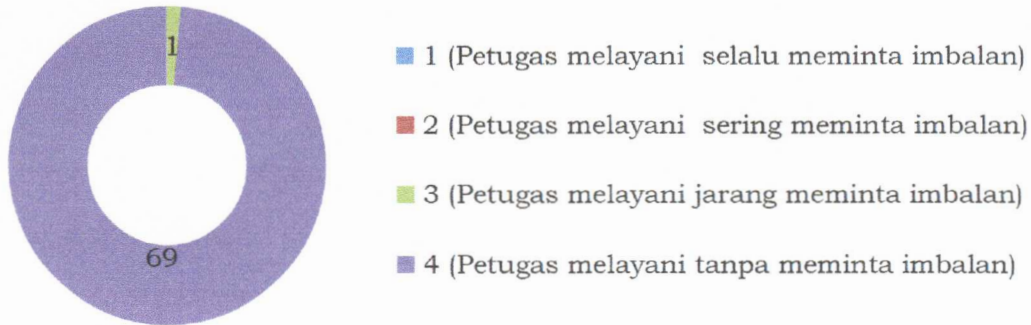 1
69
1 (Petugas melayani selalu meminta imbalan)
2 (Petugas melayani sering meminta imbalan)
3 (Petugas melayani jarang meminta imbalan)
4 (Petugas melayani tanpa meminta imbalan)